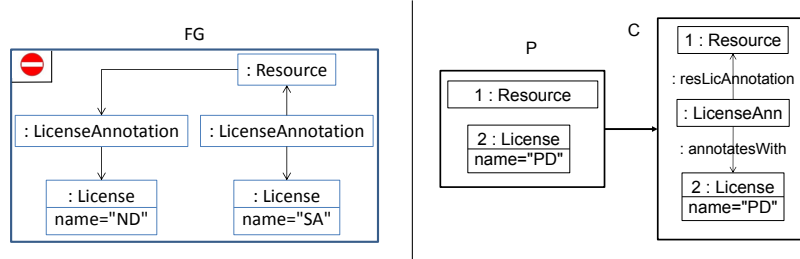 FG
: Resource
: LicenseAnnotation
: LicenseAnnotation
: License
name="ND"
: License
name="SA"
P
1 : Resource
2 : License
name="PD"
C
1 : Resource
: resLicAnnotation
: LicenseAnn
: annotatesWith
2 : License
name="PD"